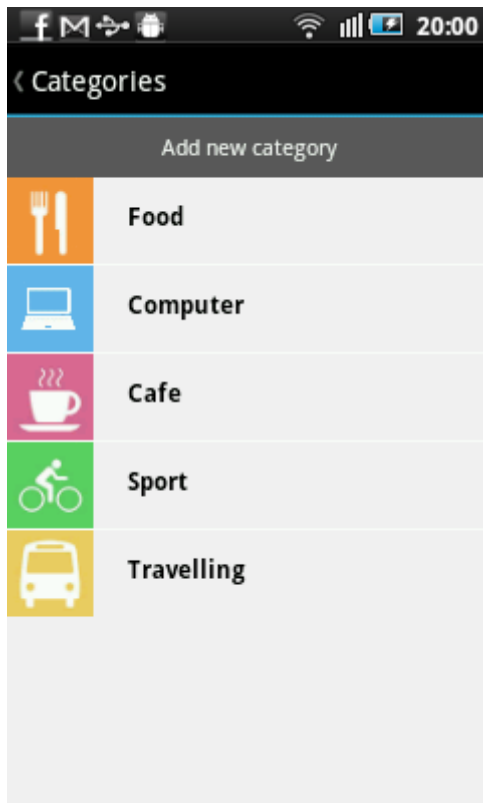 20:00
Categories
Add new category
Food
Computer
Cafe
Sport
Travelling